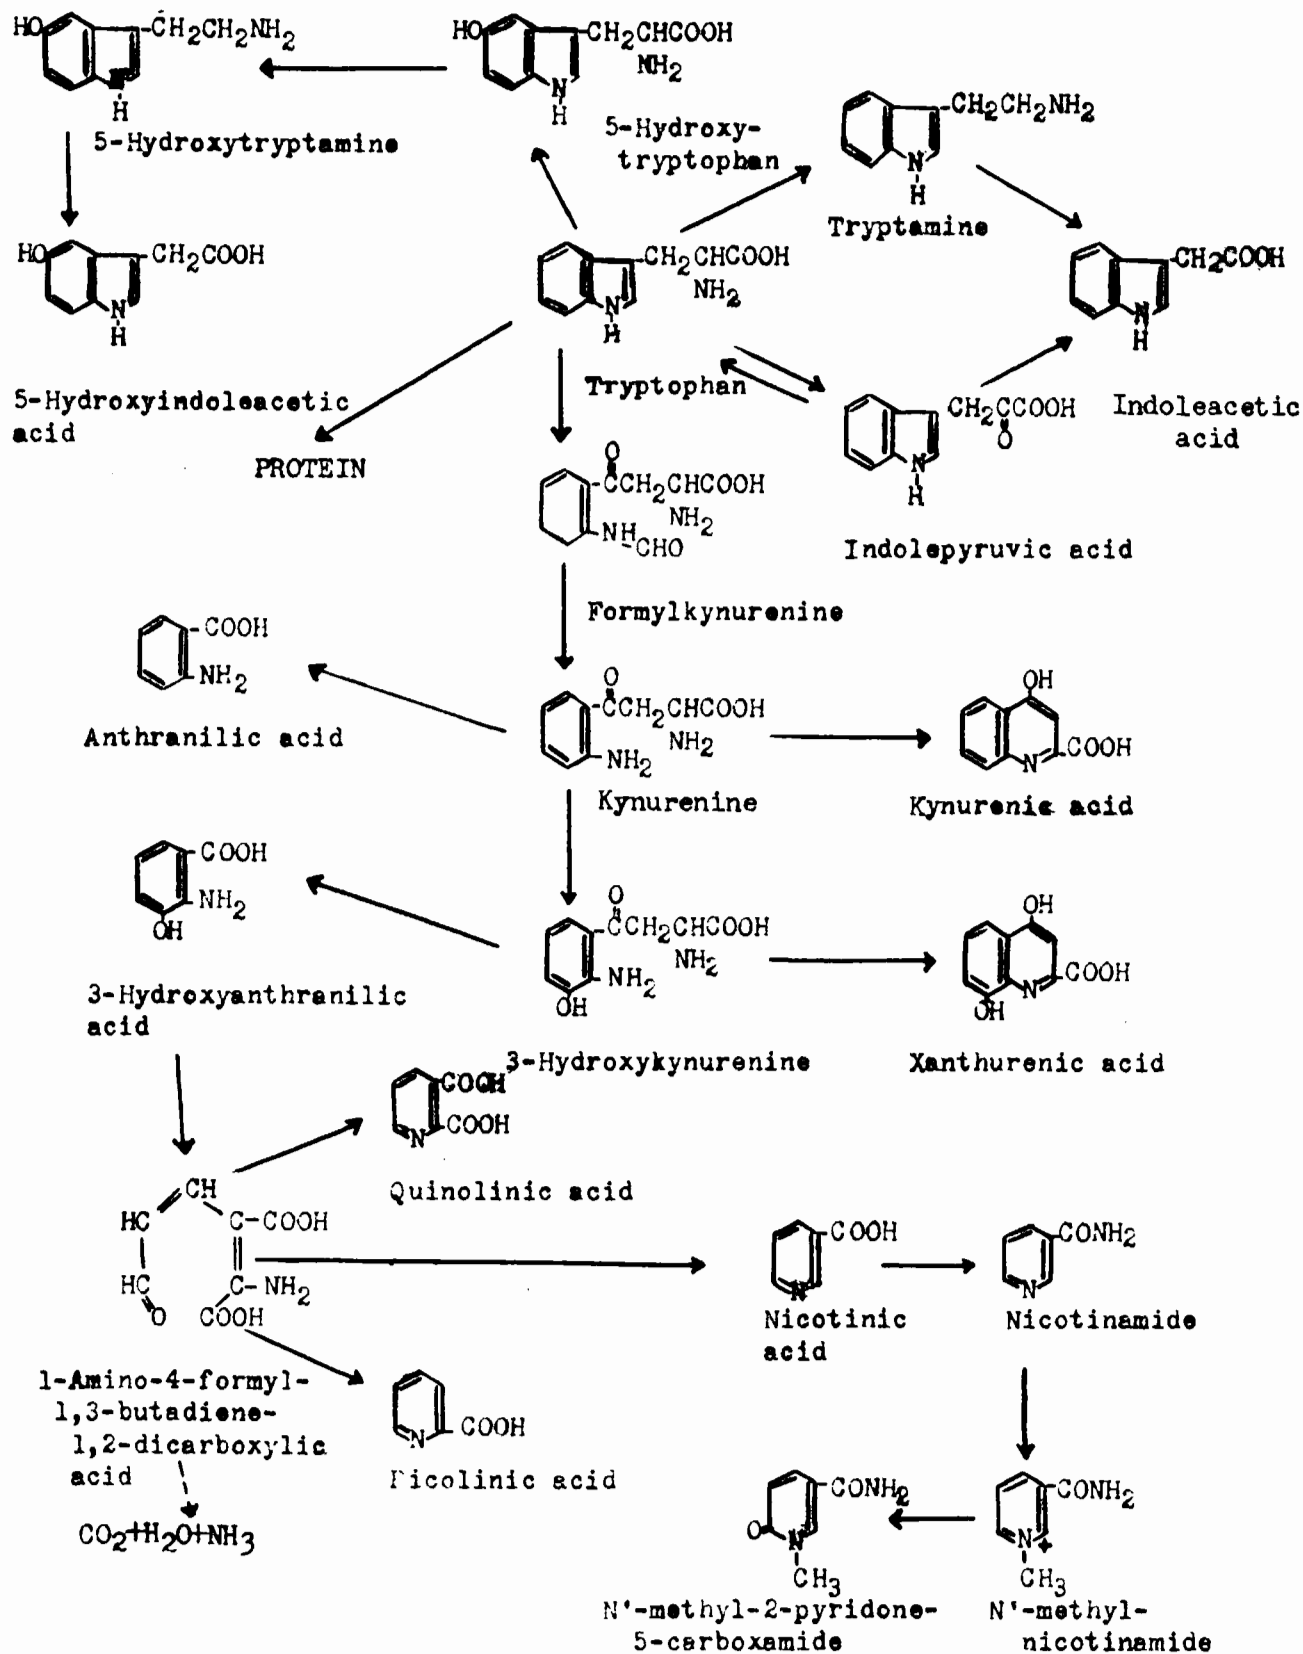 HO
CH2CH2NH2
N
H
5-Hydroxytryptamine
HO
CH2CHCOOH
NH2
N
H
5-Hydroxy-
tryptophan
CH2CH2NH2
N
H
Tryptamine
HO
CH2COOH
N
H
5-Hydroxyindoleacetic
acid
CH2CHCOOH
NH2
N
H
Tryptophan
CH2COOH
N
H
Indoleacetic
acid
PROTEIN
CH2CCOOH
O
N
H
Indolepyruvic acid
O
CCH2CHCOOH
NH2
NH
CHO
Formylkynurenine
COOH
NH2
Anthranilic acid
O
CCH2CHCOOH
NH2
NH2
Kynurenine
OH
COOH
N
Kynurenic acid
COOH
NH2
OH
3-Hydroxyanthranilic
acid
O
CCH2CHCOOH
NH2
NH2
OH
3-Hydroxykynurenine
OH
COOH
N
OH
Xanthurenic acid
COOH
COOH
N
Quinolinic acid
CH
HC
C-COOH
HC
C-NH2
O
COOH
1-Amino-4-formyl-
1,3-butadiene-
1,2-dicarboxylic
acid
CO2+H2O+NH3
COOH
N
Picolinic acid
COOH
N
Nicotinic
acid
CONH2
N
Nicotinamide
CONH2
O
N
CH3
N'-methyl-2-pyridone-
5-carboxamide
CONH2
N+
CH3
N'-methyl-
nicotinamide